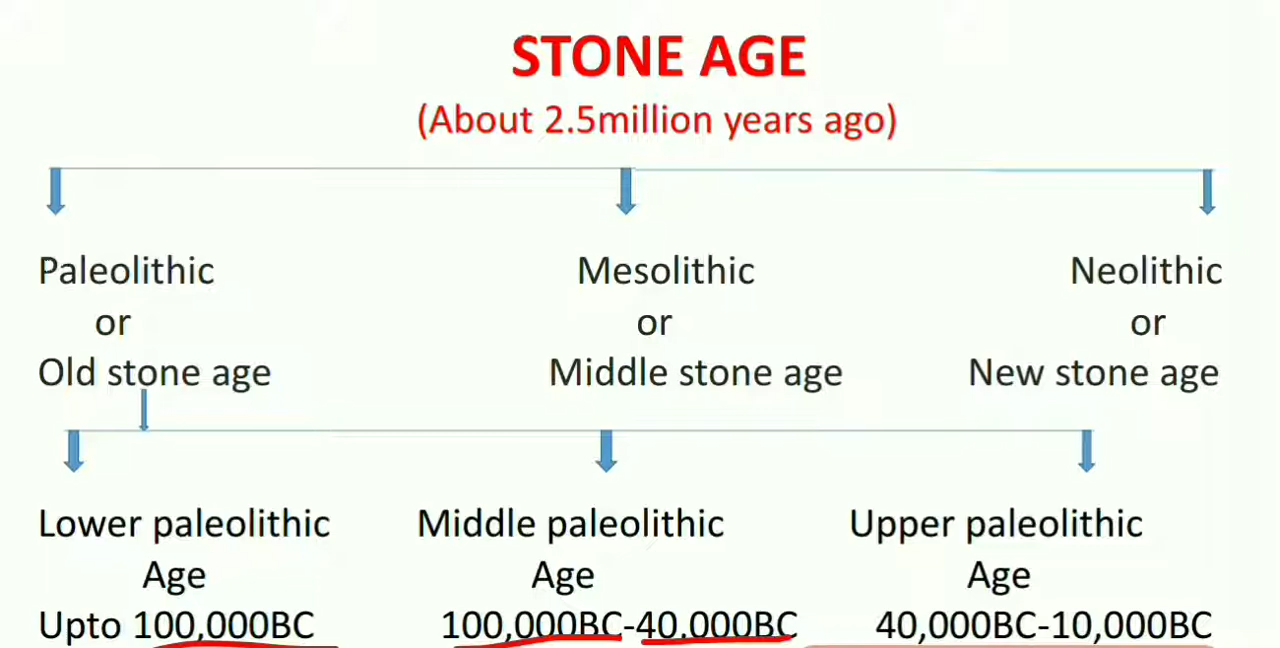 STONE AGE
(About 2.5million years ago)
Paleolithic
or
Old stone age
Mesolithic
or
Middle stone age
Neolithic
or
New stone age
Lower paleolithic
Age
Upto 100,000BC
Middle paleolithic
Age
100,000BC-40,000BC
Upper paleolithic
Age
40,000BC-10,000BC